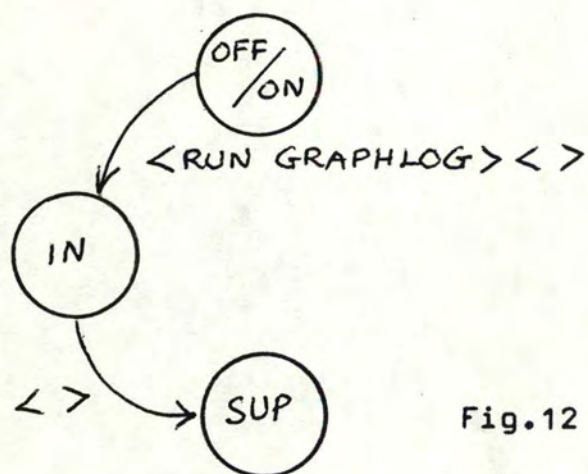 OFF
/ON
<RUN GRAPHLOG> < >
IN
< >
SUP
Fig.12